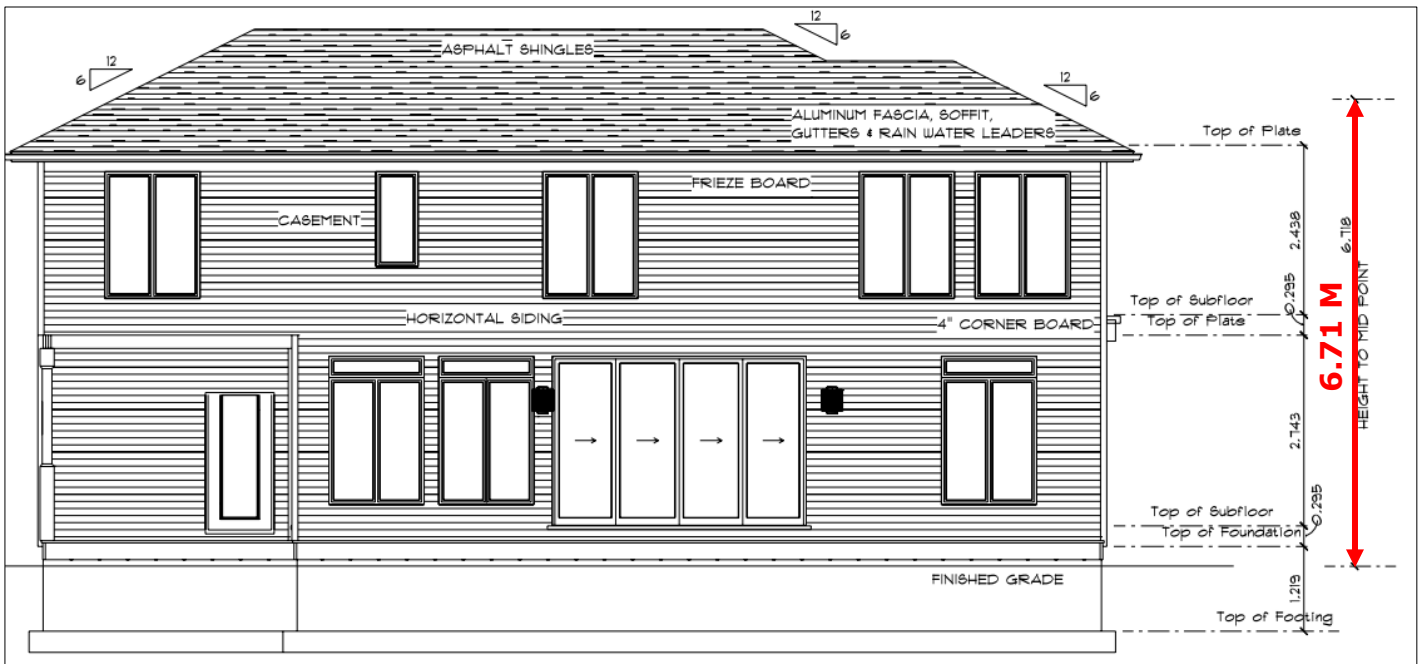 12
6
12
6
ASPHALT SHINGLES
12
6
ALUMINUM FASCIA, SOFFIT,
GUTTERS & RAIN WATER LEADERS
Top of Plate
FRIEZE BOARD
CASEMENT
2.438
6.718
HEIGHT TO MID POINT
6.71 M
Top of Subfloor
0.295
HORIZONTAL SIDING
4" CORNER BOARD
Top of Plate
2.743
Top of Subfloor
0.295
Top of Foundation
FINISHED GRADE
1.219
Top of Footing